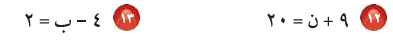 ١٢ ٩ + ن = ٢٠
١٣ ٤ − ب = ٢